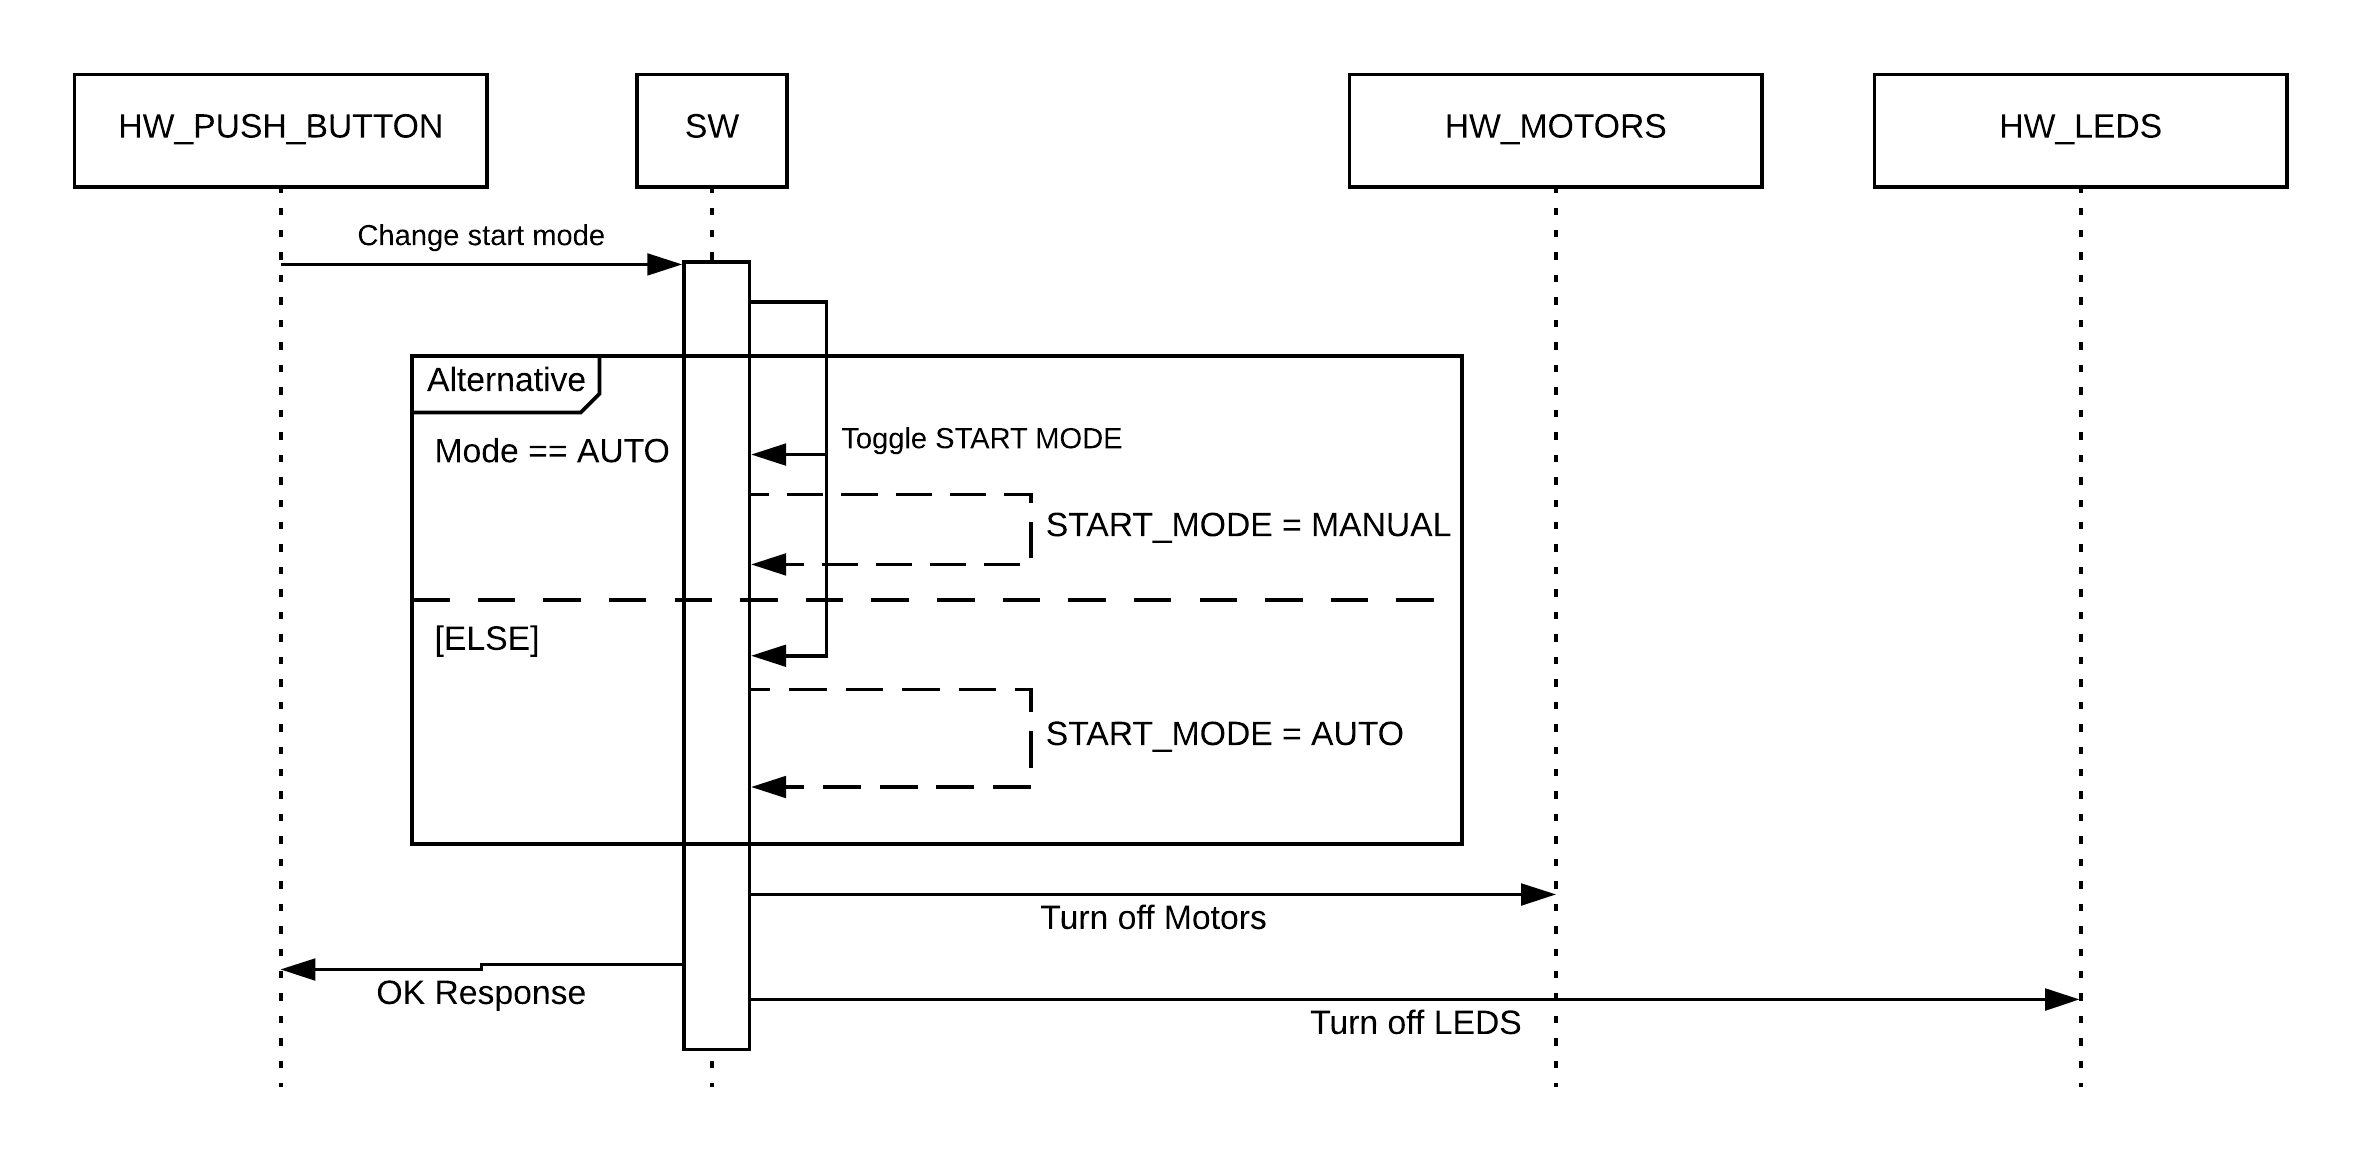 HW_PUSH_BUTTON
SW
HW_MOTORS
HW_LEDS
Change start mode
Alternative
Mode == AUTO
Toggle START MODE
START_MODE = MANUAL
[ELSE]
START_MODE = AUTO
Turn off Motors
OK Response
Turn off LEDS